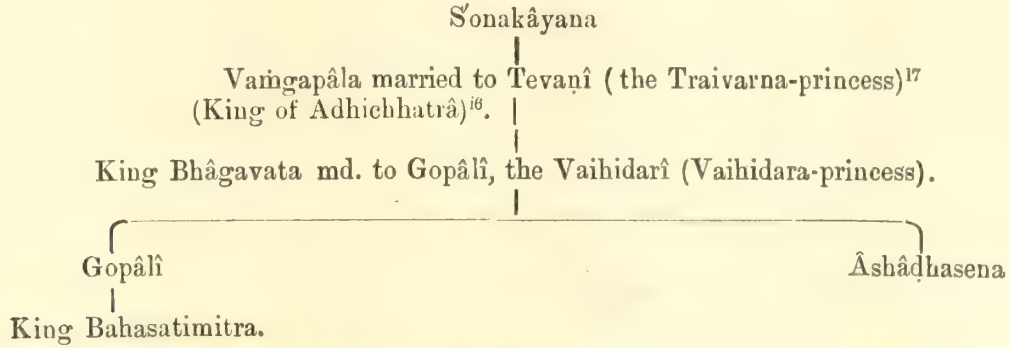 S'onakâyana
Vaṁgapâla married to Tevaṇî (the Traivarna-princess)¹⁷
(King of Adhichhatrâ)¹⁶.
King Bhâgavata md. to Gopâlî, the Vaihidarî (Vaihidara-princess).
Gopâlî Âshâḍhasena
King Bahasatimitra.